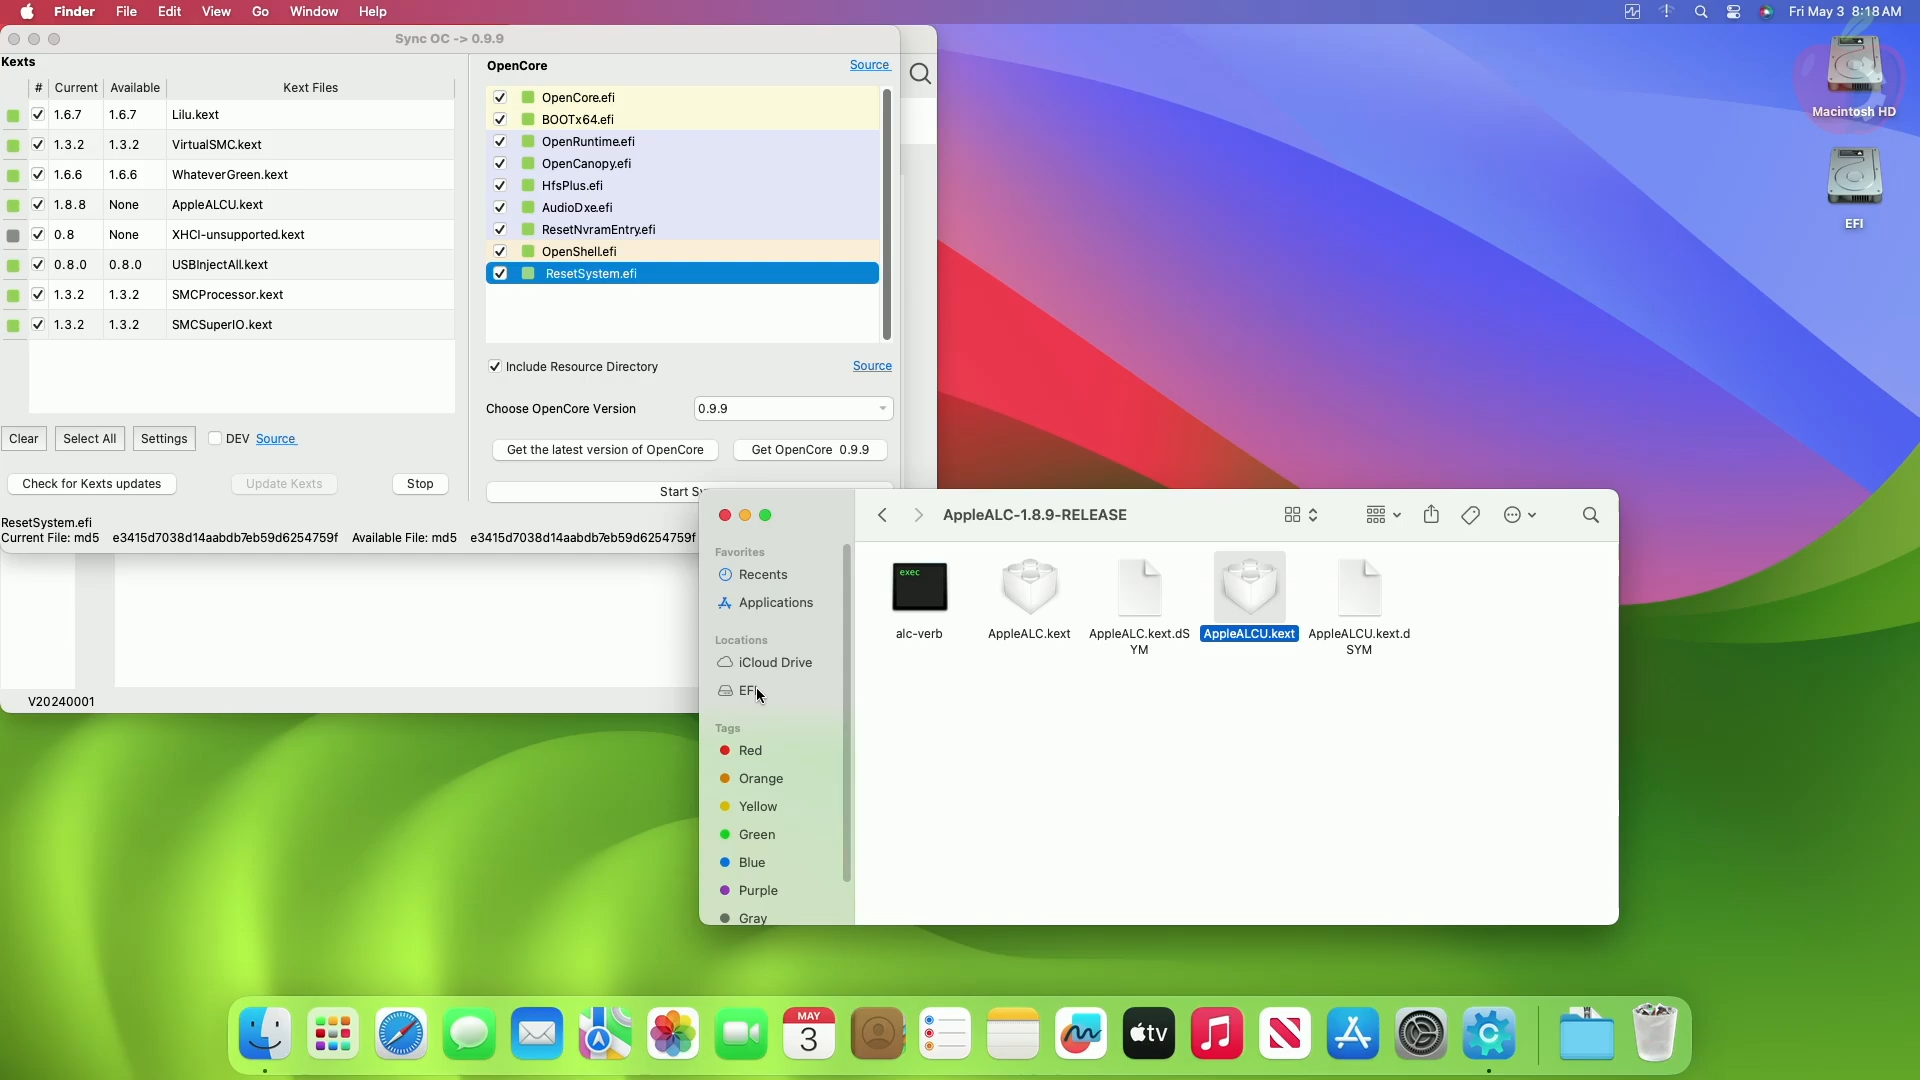 Finder File Edit View Go Window Help
Fri May 3 8:18 AM
Sync OC -> 0.9.9
Kexts
# Current Available Kext Files
1.6.7 1.6.7 Lilu.kext
1.3.2 1.3.2 VirtualSMC.kext
1.6.6 1.6.6 WhateverGreen.kext
1.8.8 None AppleALCU.kext
0.8 None XHCI-unsupported.kext
0.8.0 0.8.0 USBInjectAll.kext
1.3.2 1.3.2 SMCProcessor.kext
1.3.2 1.3.2 SMCSuperIO.kext
Clear Select All Settings DEV Source
Check for Kexts updates Update Kexts Stop
OpenCore Source
OpenCore.efi
BOOTx64.efi
OpenRuntime.efi
OpenCanopy.efi
HfsPlus.efi
AudioDxe.efi
ResetNvramEntry.efi
OpenShell.efi
ResetSystem.efi
Include Resource Directory Source
Choose OpenCore Version 0.9.9
Get the latest version of OpenCore Get OpenCore 0.9.9
Start Sy
ResetSystem.efi
Current File: md5 e3415d7038d14aabdb7eb59d6254759f Available File: md5 e3415d7038d14aabdb7eb59d6254759f
V20240001
AppleALC-1.8.9-RELEASE
Favorites
Recents
Applications
Locations
iCloud Drive
EFI
Tags
Red
Orange
Yellow
Green
Blue
Purple
Gray
exec
alc-verb
AppleALC.kext
AppleALC.kext.dS
YM
AppleALCU.kext
AppleALCU.kext.d
SYM
Macintosh HD
EFI
MAY
3
tv